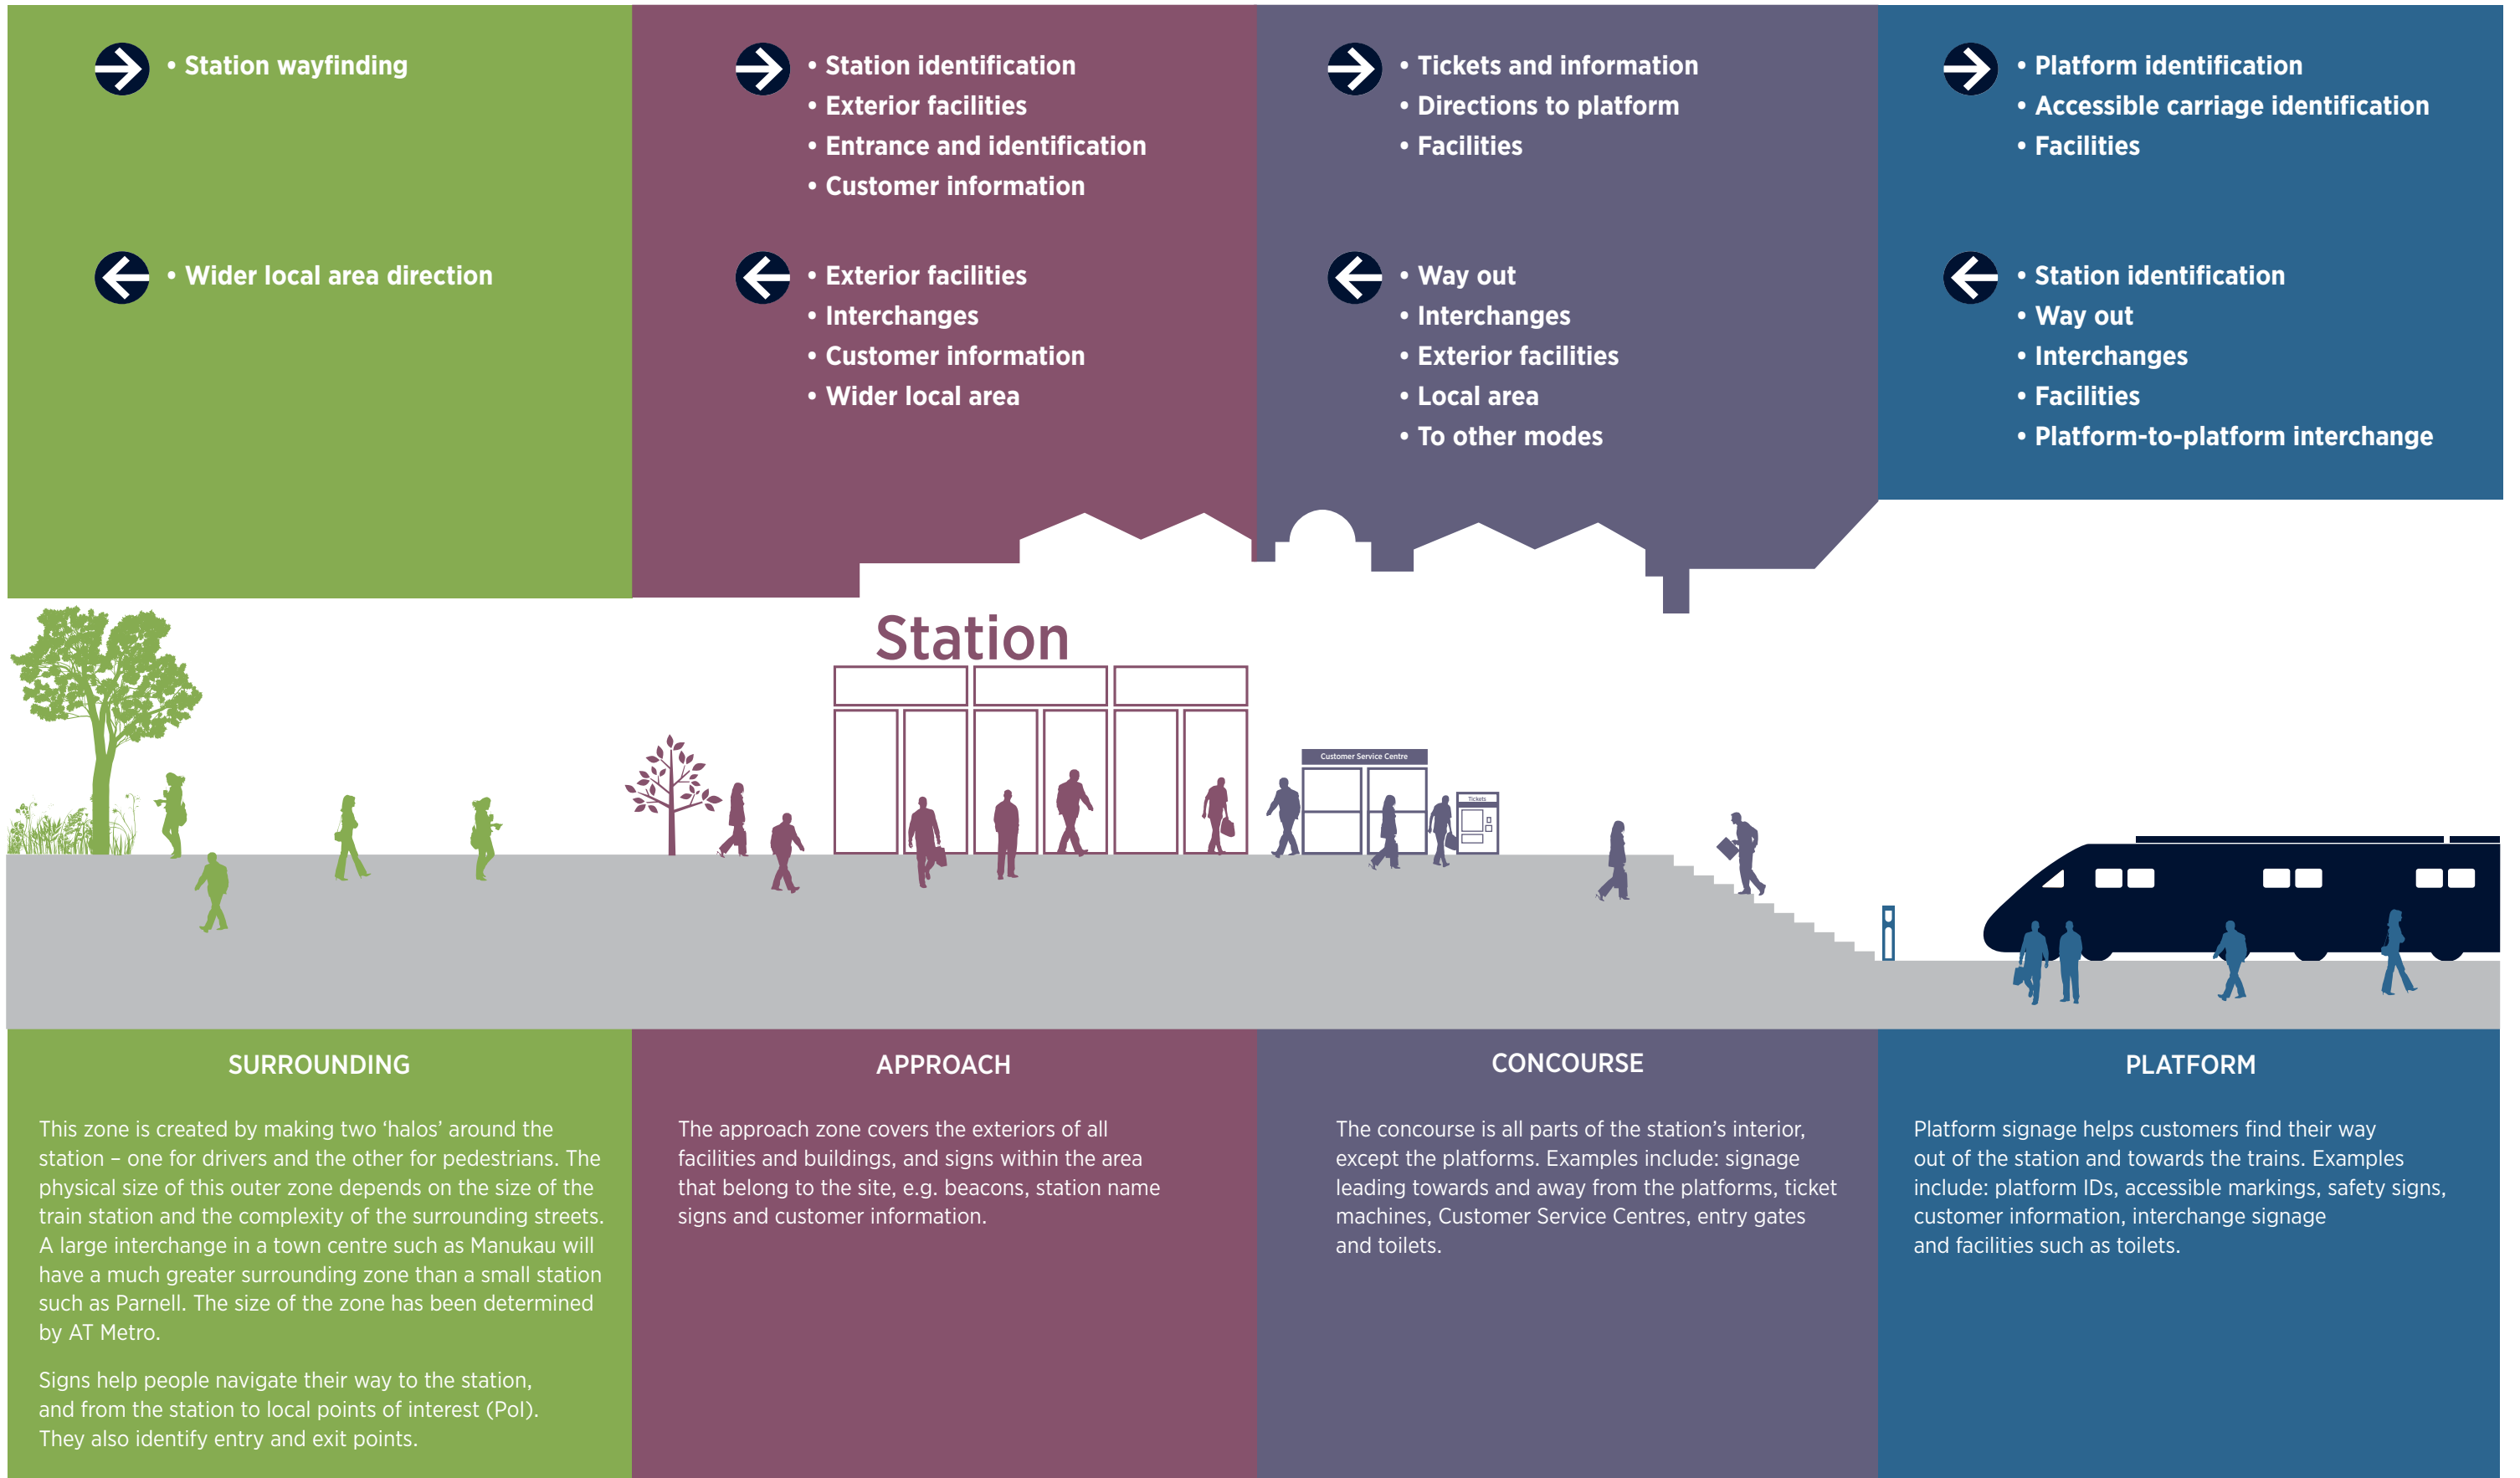 • Station wayfinding
• Wider local area direction
• Station identification
• Exterior facilities
• Entrance and identification
• Customer information
• Exterior facilities
• Interchanges
• Customer information
• Wider local area
• Tickets and information
• Directions to platform
• Facilities
• Way out
• Interchanges
• Exterior facilities
• Local area
• To other modes
• Platform identification
• Accessible carriage identification
• Facilities
• Station identification
• Way out
• Interchanges
• Facilities
• Platform-to-platform interchange
Station
Customer Service Centre
Tickets
SURROUNDING
This zone is created by making two ‘halos’ around the
station – one for drivers and the other for pedestrians. The
physical size of this outer zone depends on the size of the
train station and the complexity of the surrounding streets.
A large interchange in a town centre such as Manukau will
have a much greater surrounding zone than a small station
such as Parnell. The size of the zone has been determined
by AT Metro.
Signs help people navigate their way to the station,
and from the station to local points of interest (PoI).
They also identify entry and exit points.
APPROACH
The approach zone covers the exteriors of all
facilities and buildings, and signs within the area
that belong to the site, e.g. beacons, station name
signs and customer information.
CONCOURSE
The concourse is all parts of the station’s interior,
except the platforms. Examples include: signage
leading towards and away from the platforms, ticket
machines, Customer Service Centres, entry gates
and toilets.
PLATFORM
Platform signage helps customers find their way
out of the station and towards the trains. Examples
include: platform IDs, accessible markings, safety signs,
customer information, interchange signage
and facilities such as toilets.